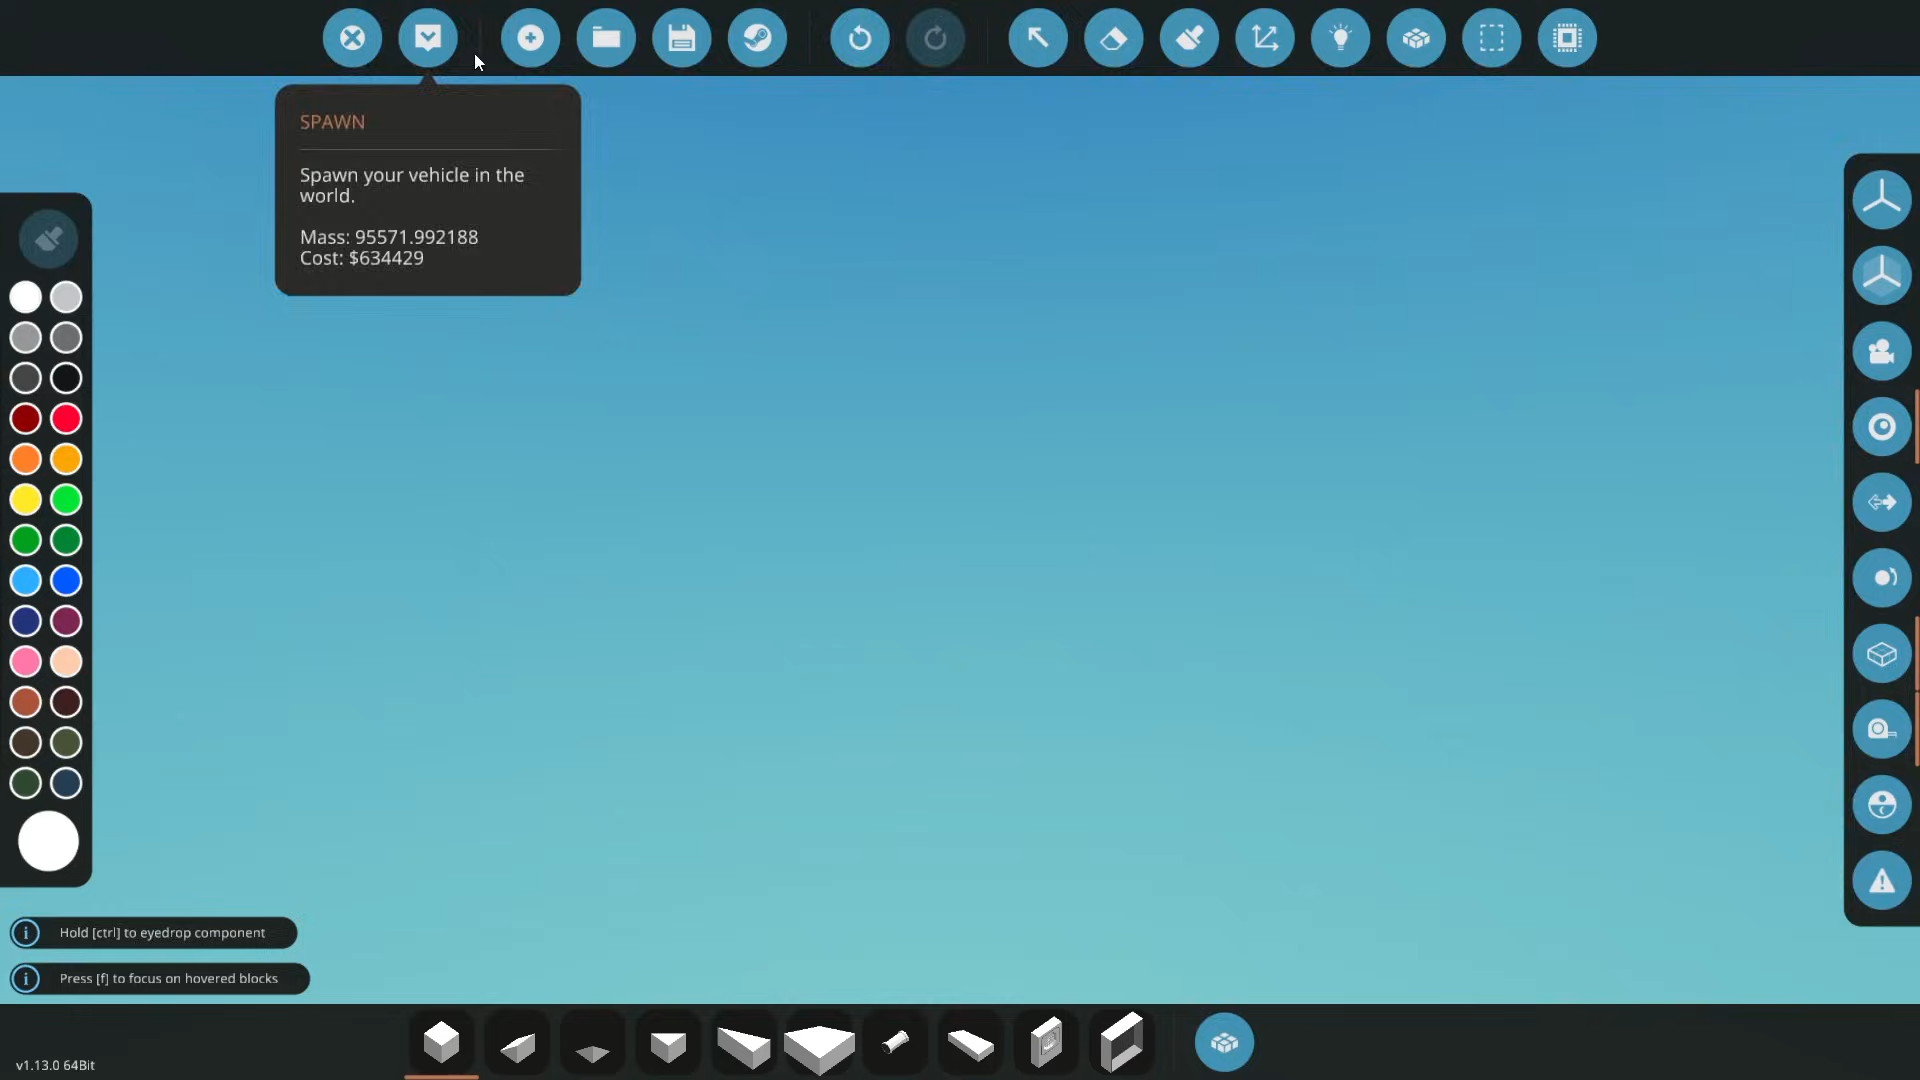 SPAWN
Spawn your vehicle in the
world.
Mass: 95571.992188
Cost: $634429
Hold [ctrl] to eyedrop component
Press [f] to focus on hovered blocks
v1.13.0 64Bit